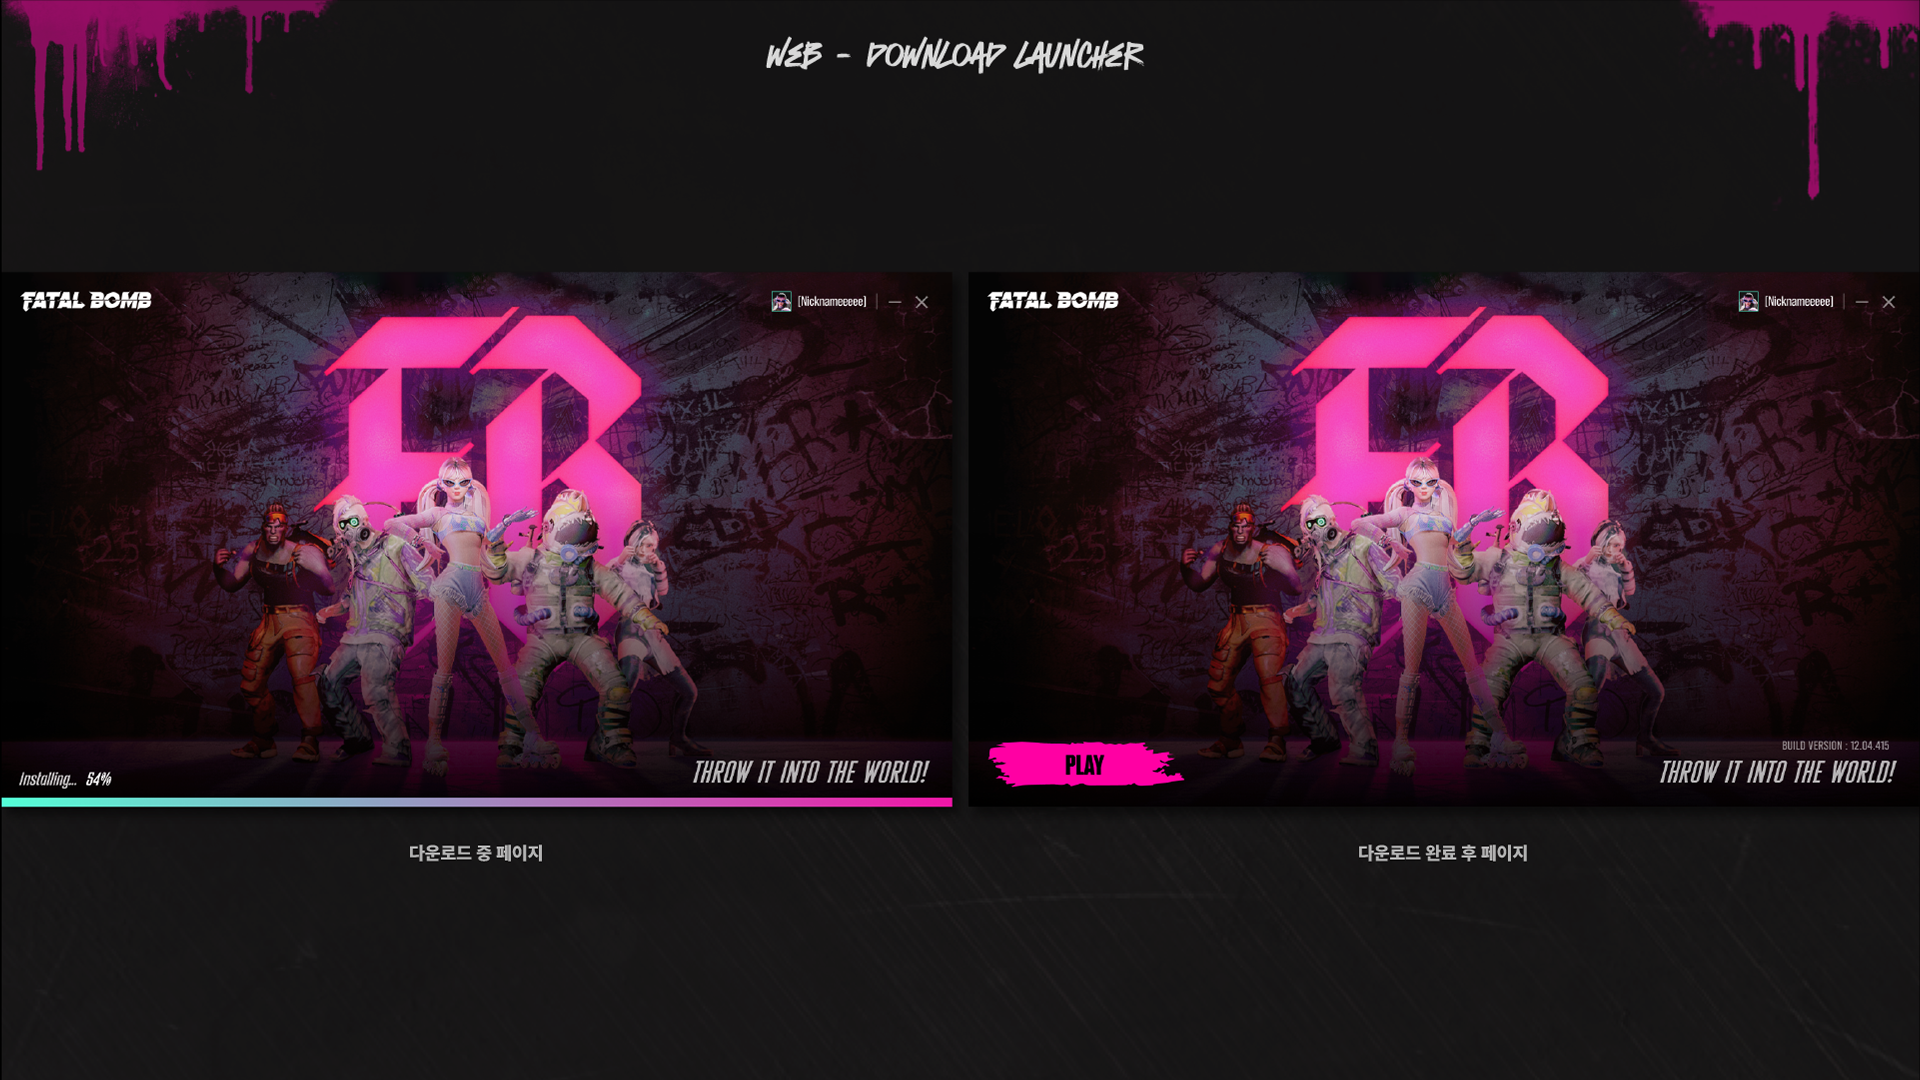 WEB - DOWNLOAD LAUNCHER
FATAL BOMB
[Nicknameeeee]
Installing... 54%
THROW IT INTO THE WORLD!
다운로드 중 페이지
FATAL BOMB
[Nicknameeeee]
PLAY
BUILD VERSION : 12.04.415
THROW IT INTO THE WORLD!
다운로드 완료 후 페이지